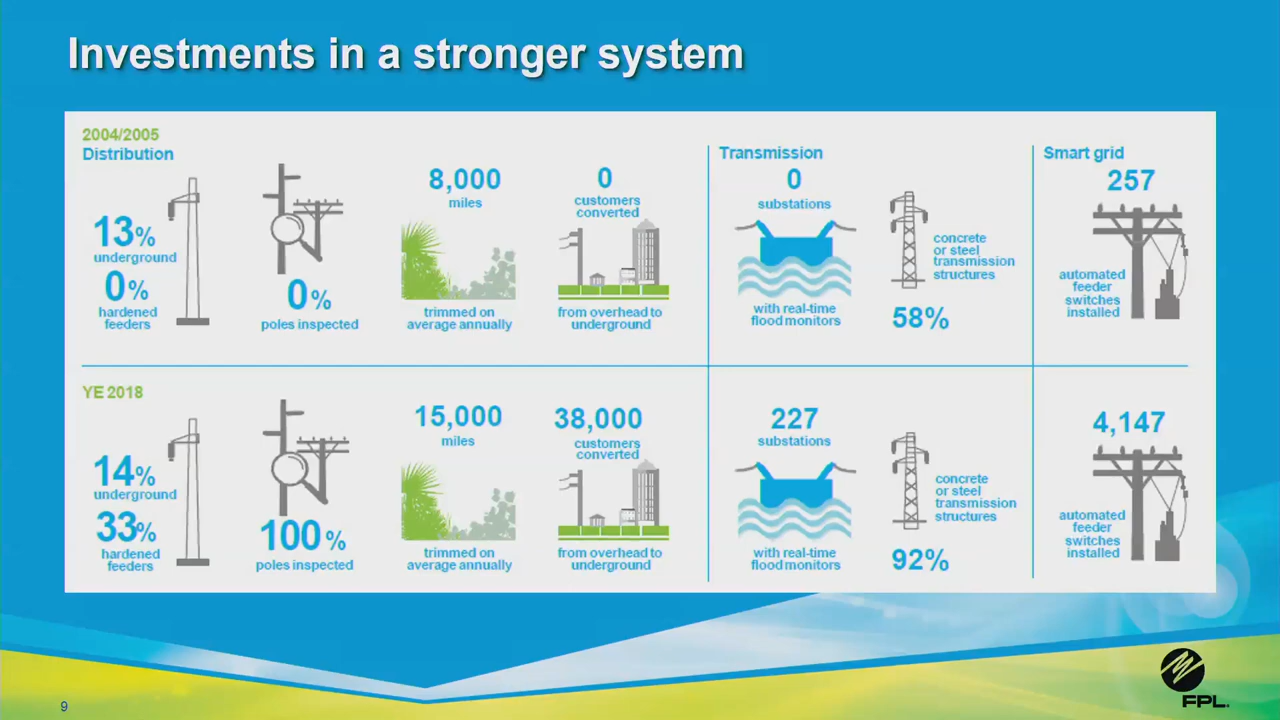 Investments in a stronger system
2004/2005
Distribution
13%
underground
0%
hardened
feeders
0%
poles inspected
8,000
miles
trimmed on
average annually
0
customers
converted
from overhead to
underground
Transmission
0
substations
with real-time
flood monitors
concrete
or steel
transmission
structures
58%
Smart grid
257
automated
feeder
switches
installed
YE 2018
14%
underground
33%
hardened
feeders
100%
poles inspected
15,000
miles
trimmed on
average annually
38,000
customers
converted
from overhead to
underground
227
substations
with real-time
flood monitors
concrete
or steel
transmission
structures
92%
4,147
automated
feeder
switches
installed
9
FPL.